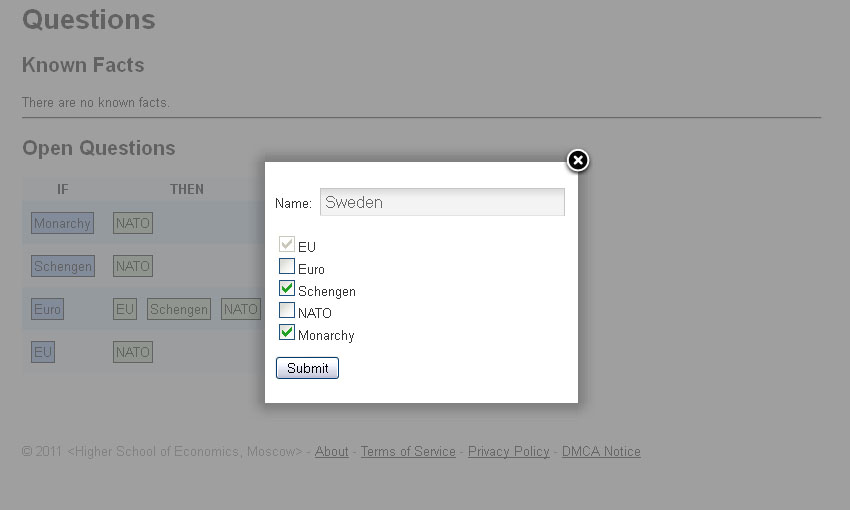 Questions
Known Facts
There are no known facts.
Open Questions
IF THEN
Monarchy NATO
Schengen NATO
Euro EU Schengen NATO
EU NATO
Name: Sweden
EU
Euro
Schengen
NATO
Monarchy
Submit
© 2011 <Higher School of Economics, Moscow> - About - Terms of Service - Privacy Policy - DMCA Notice